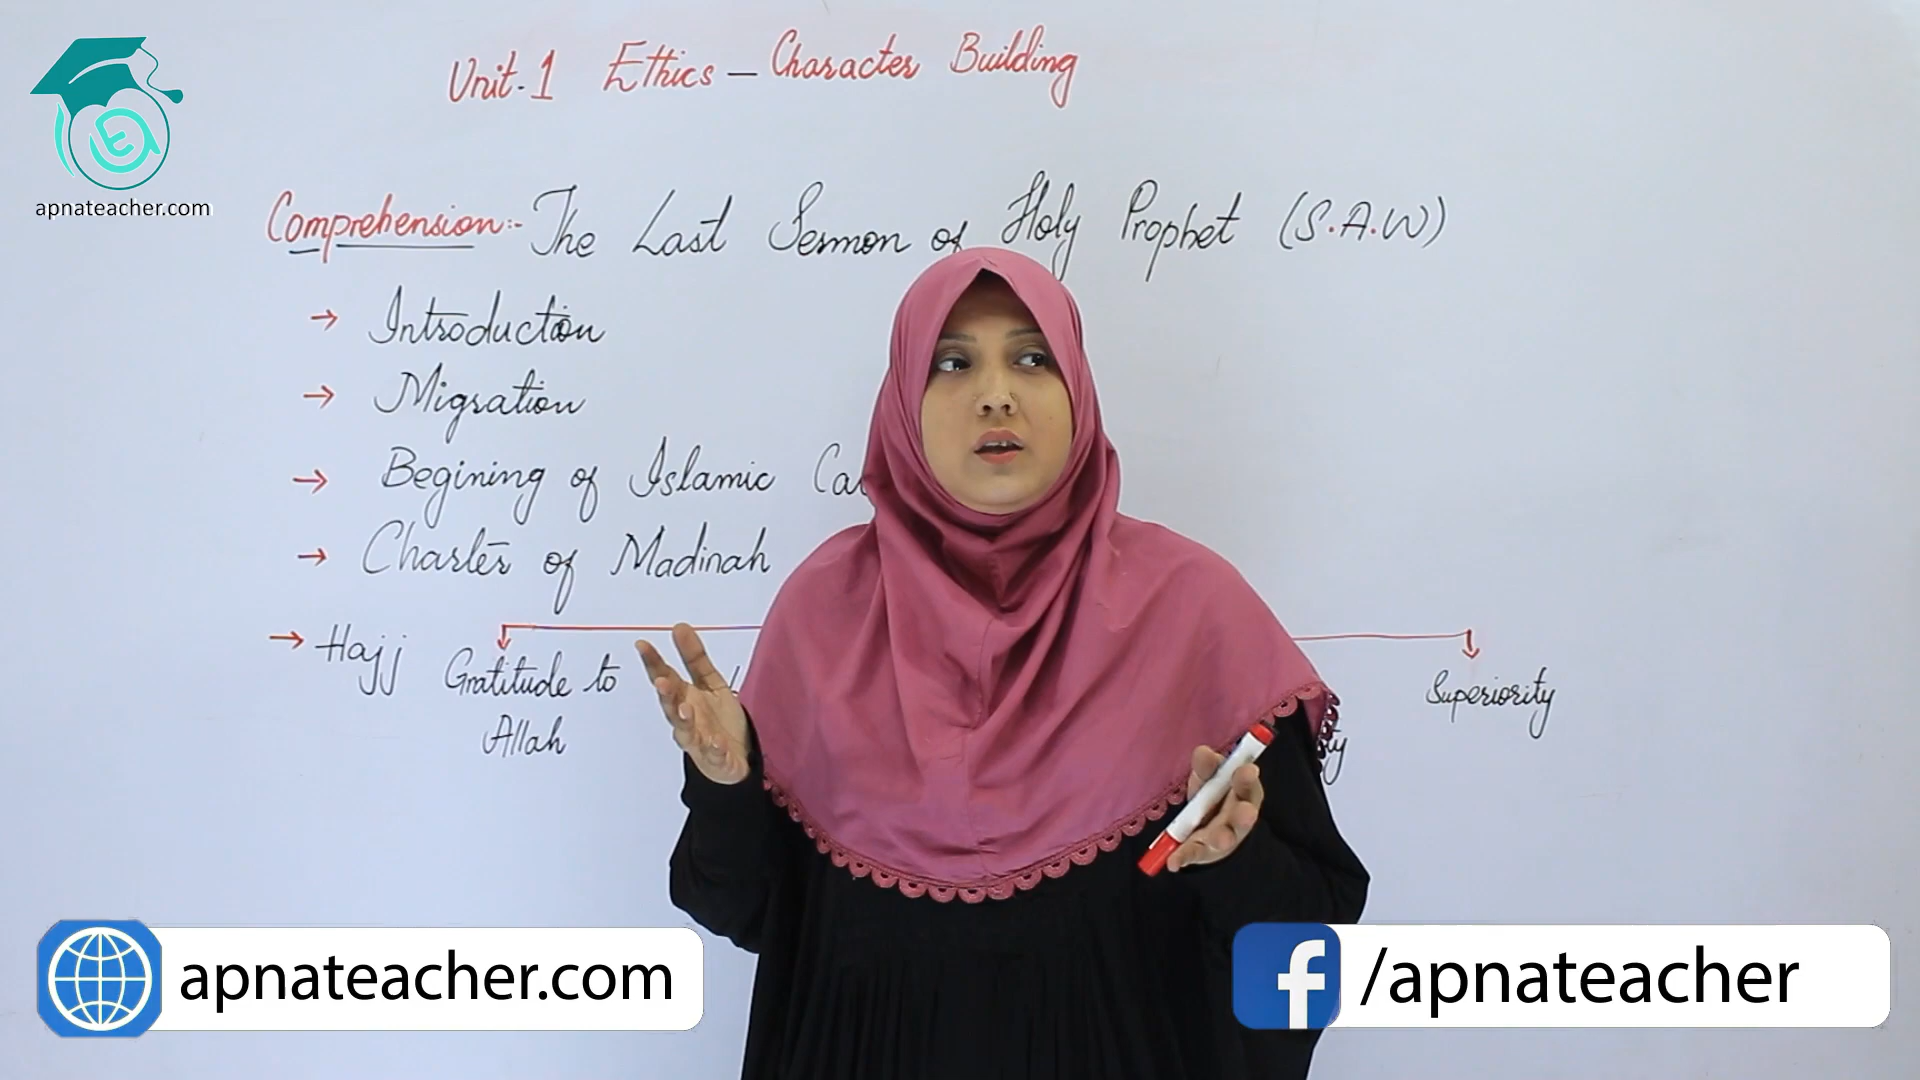 Unit.1 Ethics – Character Building
apnateacher.com
Comprehension:- The Last Sermon of Holy Prophet (S.A.W)
→ Introduction
→ Migration
→ Begining of Islamic
→ Charter of Madinah
→ Hajj
Gratitude to
Allah
Superiority
apnateacher.com
/apnateacher